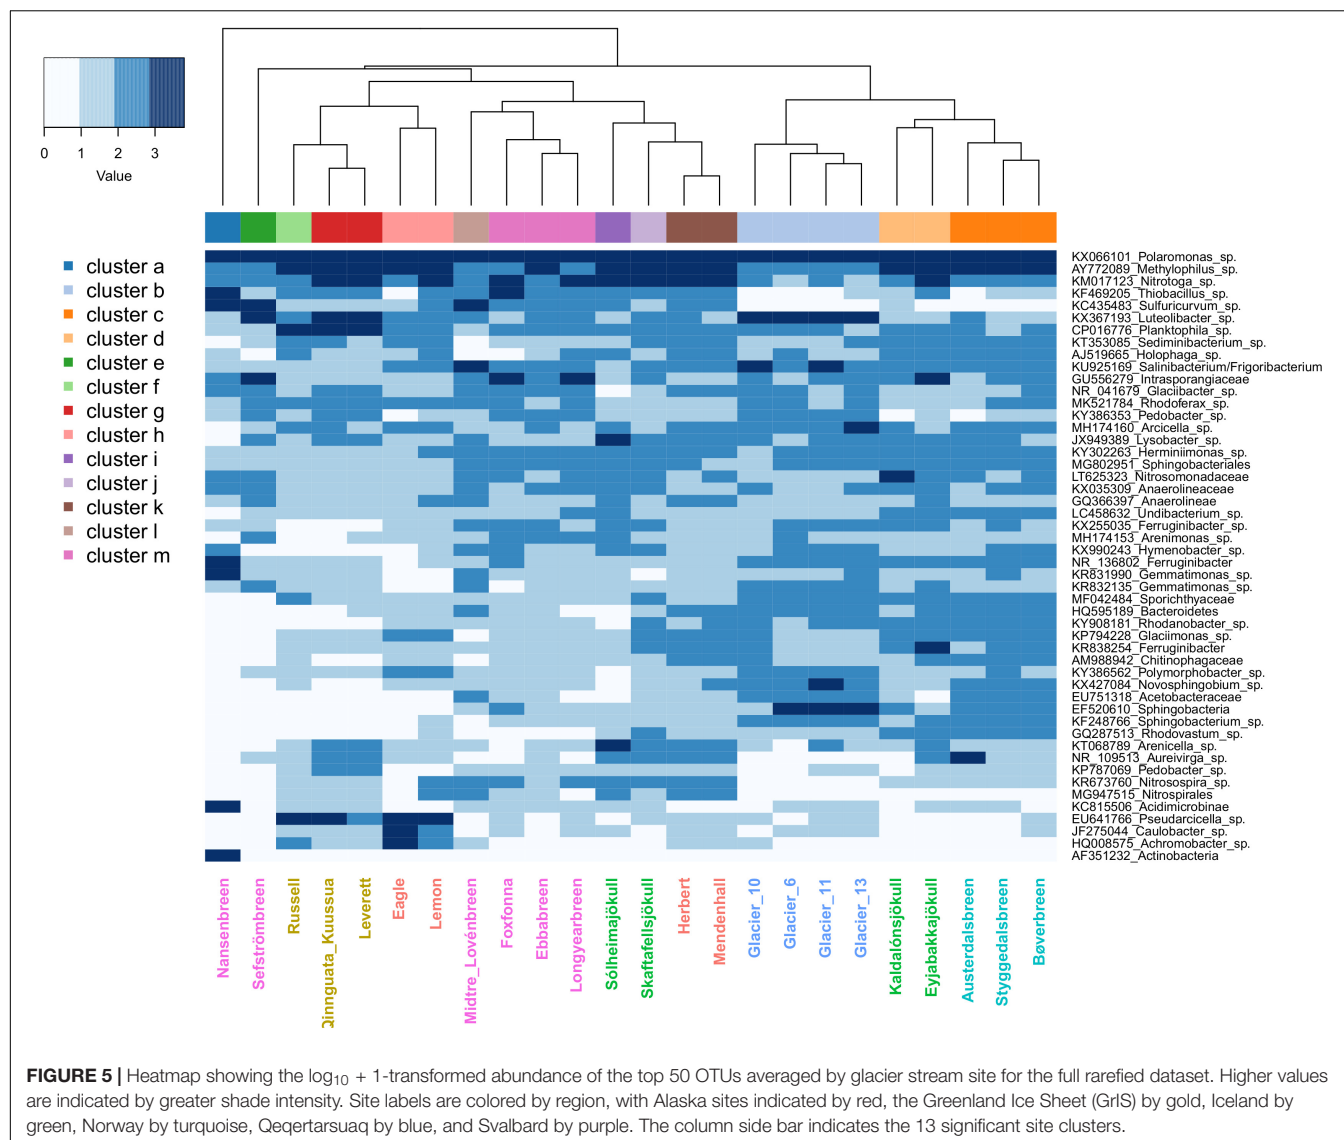 0 1 2 3
Value
cluster a
cluster b
cluster c
cluster d
cluster e
cluster f
cluster g
cluster h
cluster i
cluster j
cluster k
cluster l
cluster m
KX066101_Polaromonas_sp.
AY772089_Methylophilus_sp.
KM017123_Nitrotoga_sp.
KF469205_Thiobacillus_sp.
KC435483_Sulfuricurvum_sp.
KX367193_Luteolibacter_sp.
CP016776_Planktophila_sp.
KT353085_Sediminibacterium_sp.
AJ519665_Holophaga_sp.
KU925169_Salinibacterium/Frigoribacterium
GU556279_Intrasporangiaceae
NR_041679_Glaciibacter_sp.
MK521784_Rhodoferax_sp.
KY386353_Pedobacter_sp.
MH174160_Arcicella_sp.
JX949389_Lysobacter_sp.
KY302263_Herminiimonas_sp.
MG802951_Sphingobacteriales
LT625323_Nitrosomonadaceae
KX035309_Anaerolineaceae
GQ366397_Anaerolineae
LC458632_Undibacterium_sp.
KX255035_Ferruginibacter_sp.
MH174153_Arenimonas_sp.
KX990243_Hymenobacter_sp.
NR_136802_Ferruginibacter
KR831990_Gemmatimonas_sp.
KR832135_Gemmatimonas_sp.
MF042484_Sporichthyaceae
HQ595189_Bacteroidetes
KY908181_Rhodanobacter_sp.
KP794228_Glaciimonas_sp.
KR838254_Ferruginibacter
AM988942_Chitinophagaceae
KY386562_Polymorphobacter_sp.
KX427084_Novosphingobium_sp.
EU751318_Acetobacteraceae
EF520610_Sphingobacteria
KF248766_Sphingobacterium_sp.
GQ287513_Rhodovastum_sp.
KT068789_Arenicella_sp.
NR_109513_Aureivirga_sp.
KP787069_Pedobacter_sp.
KR673760_Nitrosospira_sp.
MG947515_Nitrospirales
KC815506_Acidimicrobinae
EU641766_Pseudarcicella_sp.
JF275044_Caulobacter_sp.
HQ008575_Achromobacter_sp.
AF351232_Actinobacteria
Nansenbreen
Sefströmbreen
Russell
Qinnguata_Kuussua
Leverett
Eagle
Lemon
Midtre_Lovénbreen
Foxfonna
Ebbabreen
Longyearbreen
Sólheimajökull
Skaftafellsjökull
Herbert
Mendenhall
Glacier_10
Glacier_6
Glacier_11
Glacier_13
Kaldalónsjökull
Eyjabakkajökull
Austerdalsbreen
Styggedalsbreen
Bøverbreen
FIGURE 5 | Heatmap showing the log10 + 1-transformed abundance of the top 50 OTUs averaged by glacier stream site for the full rarefied dataset. Higher values
are indicated by greater shade intensity. Site labels are colored by region, with Alaska sites indicated by red, the Greenland Ice Sheet (GrIS) by gold, Iceland by
green, Norway by turquoise, Qeqertarsuaq by blue, and Svalbard by purple. The column side bar indicates the 13 significant site clusters.